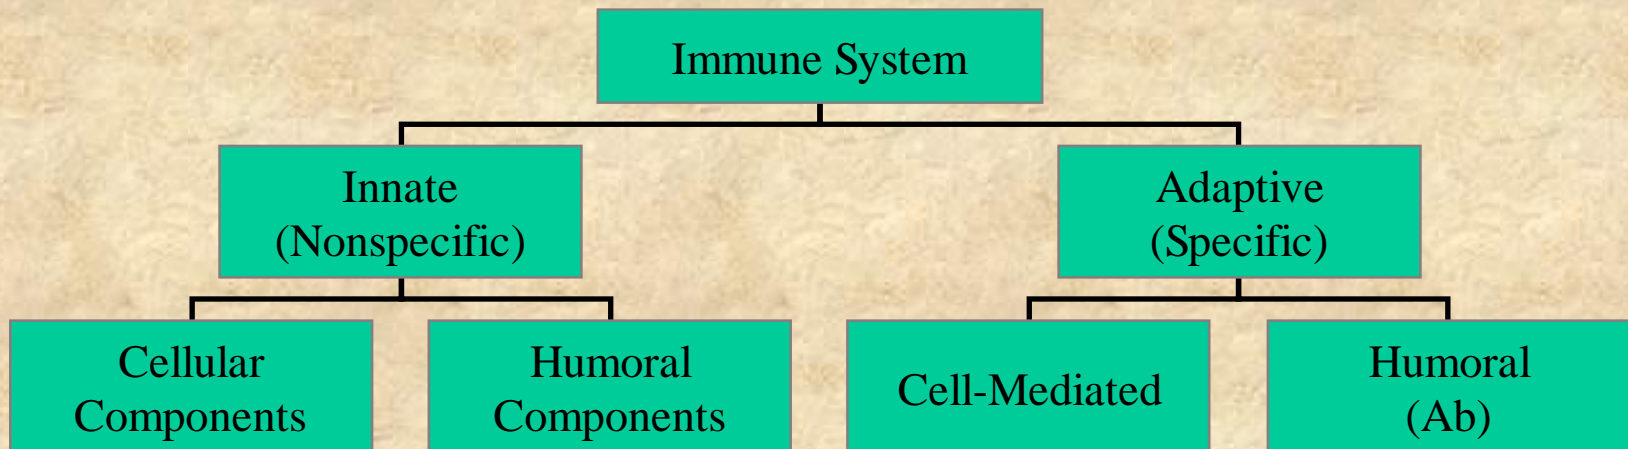 Immune System
Innate
(Nonspecific)
Adaptive
(Specific)
Cellular
Components
Humoral
Components
Cell-Mediated
Humoral
(Ab)